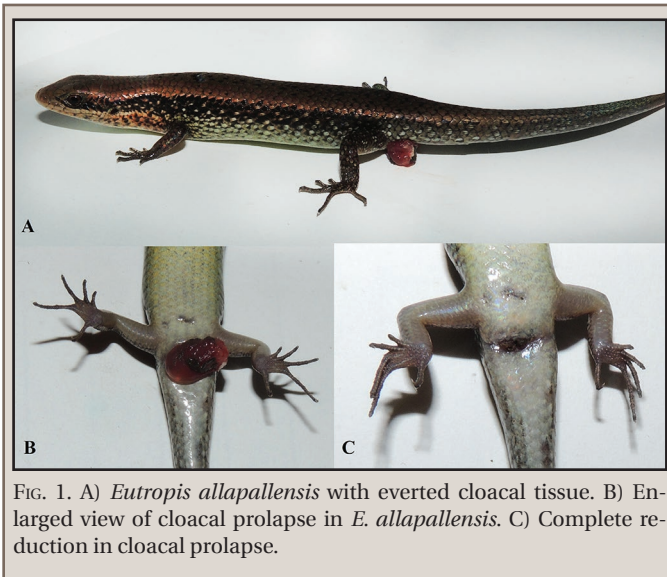 A
B
C
FIG. 1. A) Eutropis allapallensis with everted cloacal tissue. B) En-
larged view of cloacal prolapse in E. allapallensis. C) Complete re-
duction in cloacal prolapse.